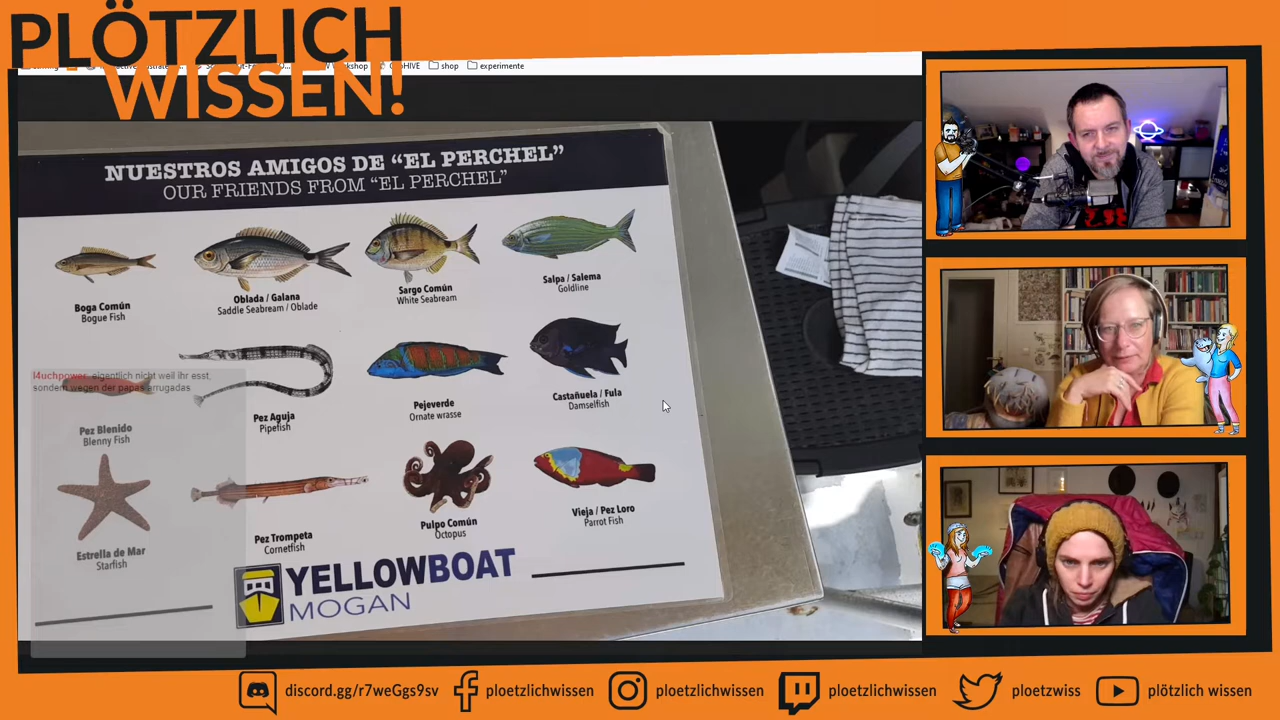 PLÖTZLICH
WISSEN!
shop
experimente
NUESTROS AMIGOS DE “EL PERCHEL”
OUR FRIENDS FROM “EL PERCHEL”
Boga Común
Bogue Fish
Oblada / Galana
Saddle Seabream / Oblade
Sargo Común
White Seabream
Salpa / Salema
Goldline
l4uchpower: eigentlich nicht weil ihr esst,
sondern wegen der papas arrugadas
Pez Blenido
Blenny Fish
Pez Aguja
Pipefish
Pejeverde
Ornate wrasse
Castañuela / Fula
Damselfish
Estrella de Mar
Starfish
Pez Trompeta
Cornetfish
Pulpo Común
Octopus
Vieja / Pez Loro
Parrot Fish
YELLOWBOAT
MOGAN
discord.gg/r7weGgs9sv
ploetzlichwissen
ploetzlichwissen
ploetzlichwissen
ploetzwiss
plötzlich wissen